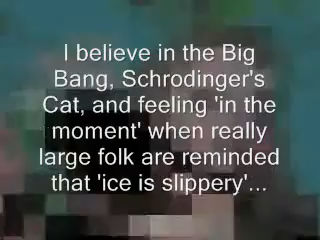 I believe in the Big
Bang, Schrodinger's
Cat, and feeling 'in the
moment' when really
large folk are reminded
that 'ice is slippery'...